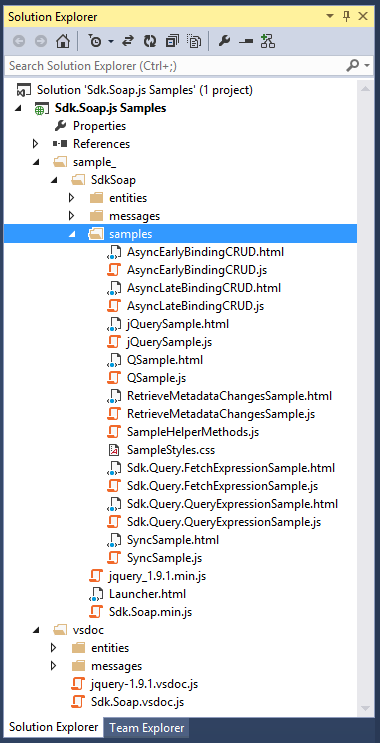 Solution Explorer
Search Solution Explorer (Ctrl+;)
Solution 'Sdk.Soap.js Samples' (1 project)
Sdk.Soap.js Samples
Properties
References
sample_
SdkSoap
entities
messages
samples
AsyncEarlyBindingCRUD.html
AsyncEarlyBindingCRUD.js
AsyncLateBindingCRUD.html
AsyncLateBindingCRUD.js
jQuerySample.html
jQuerySample.js
QSample.html
QSample.js
RetrieveMetadataChangesSample.html
RetrieveMetadataChangesSample.js
SampleHelperMethods.js
SampleStyles.css
Sdk.Query.FetchExpressionSample.html
Sdk.Query.FetchExpressionSample.js
Sdk.Query.QueryExpressionSample.html
Sdk.Query.QueryExpressionSample.js
SyncSample.html
SyncSample.js
jquery_1.9.1.min.js
Launcher.html
Sdk.Soap.min.js
vsdoc
entities
messages
jquery-1.9.1.vsdoc.js
Sdk.Soap.vsdoc.js
Solution Explorer Team Explorer